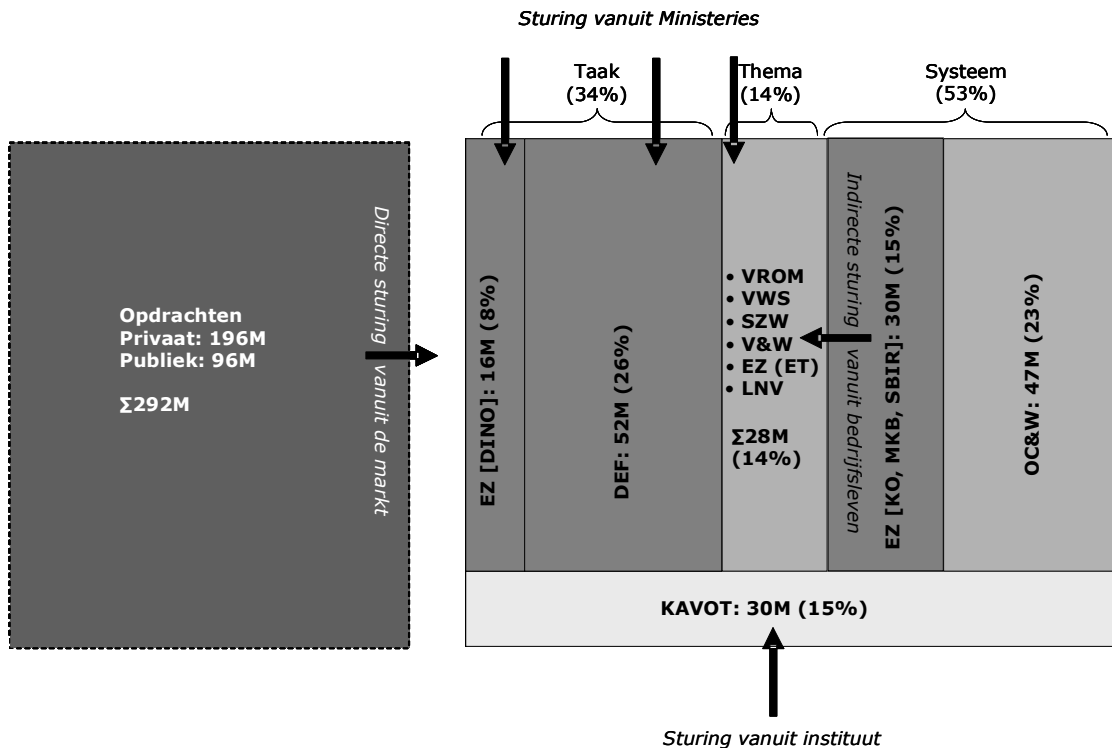 Sturing vanuit Ministeries
Taak
(34%)
Thema
(14%)
Systeem
(53%)
Opdrachten
Privaat: 196M
Publiek: 96M
Σ292M
Directe sturing vanuit de markt
EZ [DINO]: 16M (8%)
DEF: 52M (26%)
• VROM
• VWS
• SZW
• V&W
• EZ (ET)
• LNV
Σ28M
(14%)
Indirecte sturing vanuit bedrijfsleven
EZ [KO, MKB, SBIR]: 30M (15%)
OC&W: 47M (23%)
KAVOT: 30M (15%)
Sturing vanuit instituut